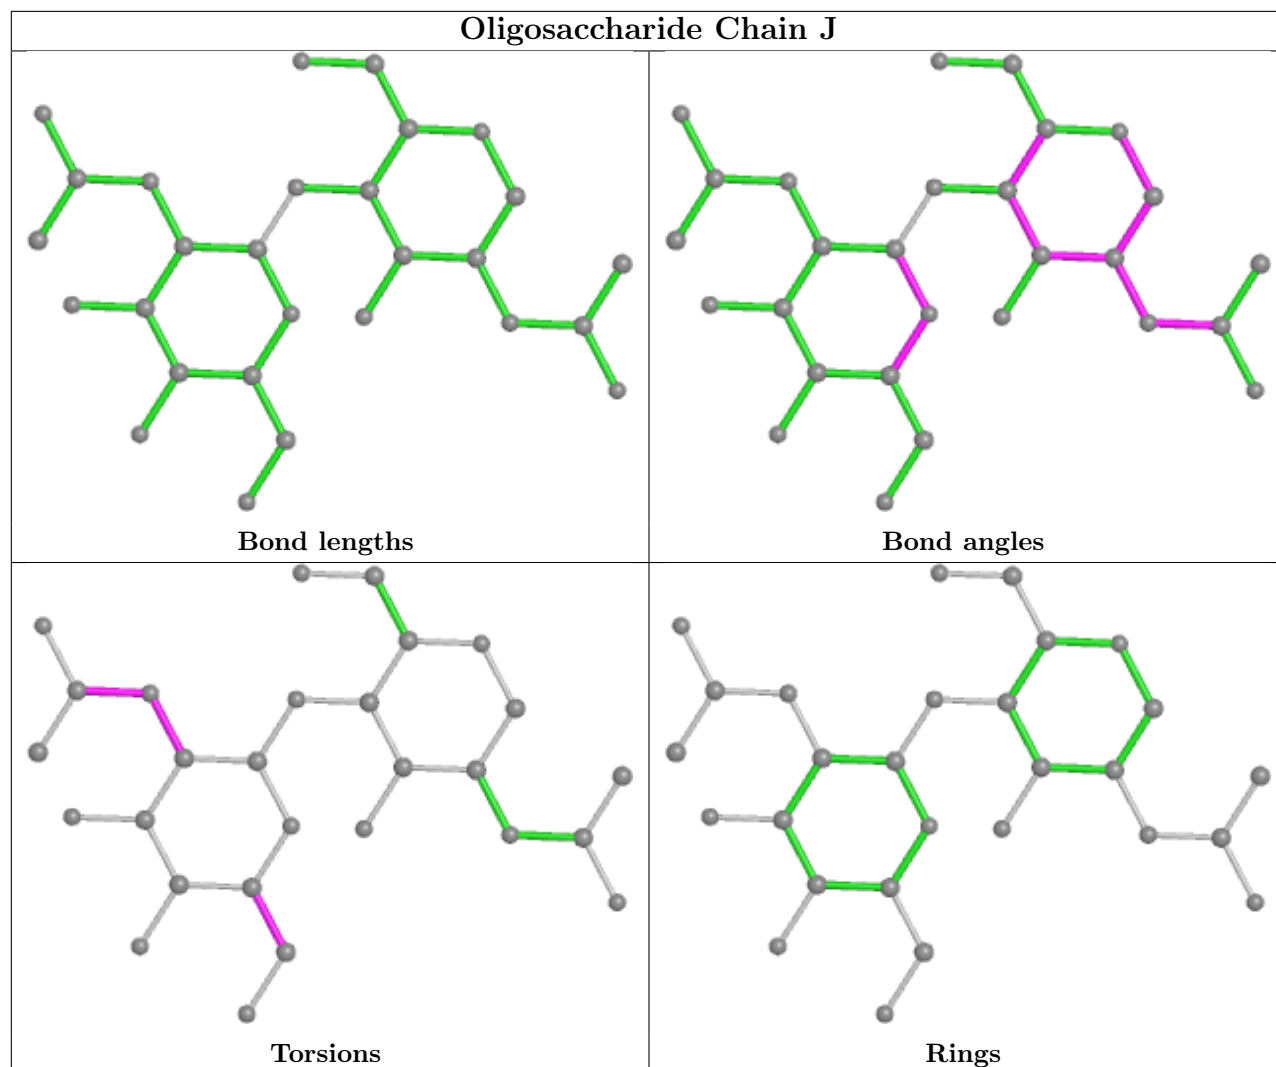 Oligosaccharide Chain J
Bond lengths
Bond angles
Torsions
Rings